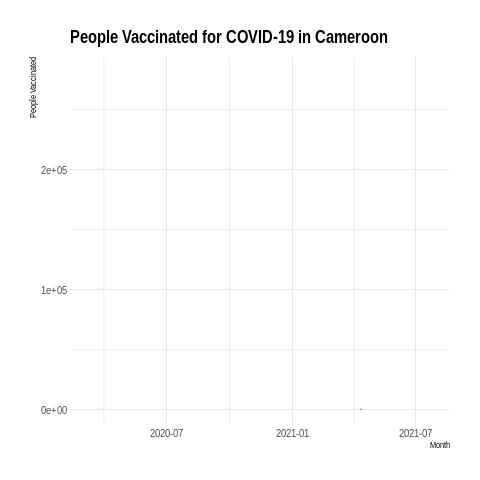 People Vaccinated for COVID-19 in Cameroon
People Vaccinated
2e+05
1e+05
0e+00
2020-07
2021-01
2021-07
Month